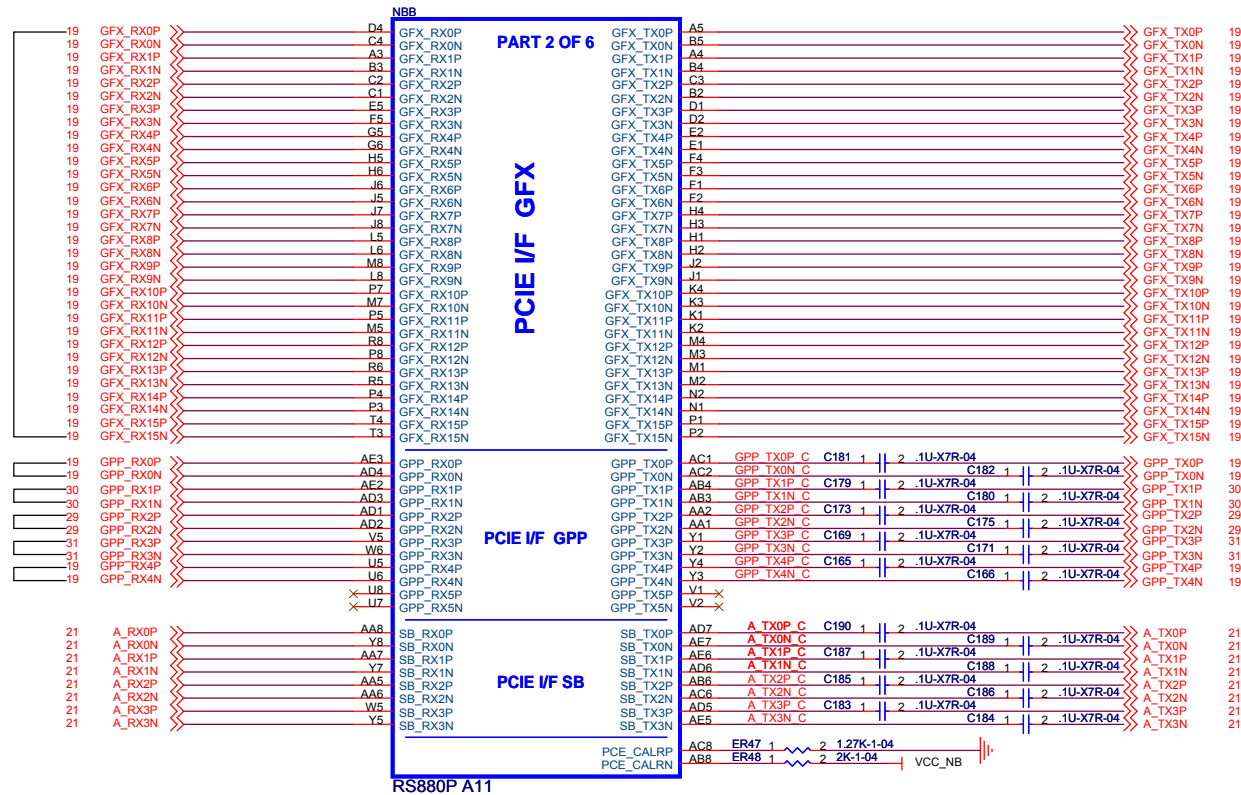 NBB
19 GFX_RX0P D4 GFX_RX0P PART 2 OF 6 GFX_TX0P A5 GFX_TX0P 19
19 GFX_RX0N C4 GFX_RX0N GFX_TX0N B5 GFX_TX0N 19
19 GFX_RX1P A3 GFX_RX1P GFX_TX1P A4 GFX_TX1P 19
19 GFX_RX1N B3 GFX_RX1N GFX_TX1N B4 GFX_TX1N 19
19 GFX_RX2P C2 GFX_RX2P GFX_TX2P C3 GFX_TX2P 19
19 GFX_RX2N C1 GFX_RX2N GFX_TX2N B2 GFX_TX2N 19
19 GFX_RX3P E5 GFX_RX3P GFX_TX3P D1 GFX_TX3P 19
19 GFX_RX3N F5 GFX_RX3N GFX_TX3N D2 GFX_TX3N 19
19 GFX_RX4P G5 GFX_RX4P GFX_TX4P E2 GFX_TX4P 19
19 GFX_RX4N G6 GFX_RX4N GFX_TX4N E1 GFX_TX4N 19
19 GFX_RX5P H5 GFX_RX5P GFX_TX5P F4 GFX_TX5P 19
19 GFX_RX5N H6 GFX_RX5N GFX_TX5N F3 GFX_TX5N 19
19 GFX_RX6P J6 GFX_RX6P GFX_TX6P F1 GFX_TX6P 19
19 GFX_RX6N J5 GFX_RX6N GFX_TX6N F2 GFX_TX6N 19
19 GFX_RX7P J7 GFX_RX7P GFX_TX7P H4 GFX_TX7P 19
19 GFX_RX7N J8 GFX_RX7N GFX_TX7N H3 GFX_TX7N 19
19 GFX_RX8P L5 GFX_RX8P GFX_TX8P H1 GFX_TX8P 19
19 GFX_RX8N L6 GFX_RX8N GFX_TX8N H2 GFX_TX8N 19
19 GFX_RX9P M8 GFX_RX9P GFX_TX9P J2 GFX_TX9P 19
19 GFX_RX9N L8 GFX_RX9N GFX_TX9N J1 GFX_TX9N 19
19 GFX_RX10P P7 GFX_RX10P GFX_TX10P K4 GFX_TX10P 19
19 GFX_RX10N M7 GFX_RX10N GFX_TX10N K3 GFX_TX10N 19
19 GFX_RX11P P5 GFX_RX11P GFX_TX11P K1 GFX_TX11P 19
19 GFX_RX11N M5 GFX_RX11N GFX_TX11N K2 GFX_TX11N 19
19 GFX_RX12P R8 GFX_RX12P GFX_TX12P M4 GFX_TX12P 19
19 GFX_RX12N P8 GFX_RX12N GFX_TX12N M3 GFX_TX12N 19
19 GFX_RX13P R6 GFX_RX13P GFX_TX13P M1 GFX_TX13P 19
19 GFX_RX13N R5 GFX_RX13N GFX_TX13N M2 GFX_TX13N 19
19 GFX_RX14P P4 GFX_RX14P GFX_TX14P N2 GFX_TX14P 19
19 GFX_RX14N P3 GFX_RX14N GFX_TX14N N1 GFX_TX14N 19
19 GFX_RX15P T4 GFX_RX15P GFX_TX15P P1 GFX_TX15P 19
19 GFX_RX15N T3 GFX_RX15N GFX_TX15N P2 GFX_TX15N 19
PCIE I/F GFX
19 GPP_RX0P AE3 GPP_RX0P GPP_TX0P AC1 GPP_TX0P_C C181 1 2 .1U-X7R-04 GPP_TX0P 19
19 GPP_RX0N AD4 GPP_RX0N GPP_TX0N AC2 GPP_TX0N_C C182 1 2 .1U-X7R-04 GPP_TX0N 19
30 GPP_RX1P AE2 GPP_RX1P GPP_TX1P AB4 GPP_TX1P_C C179 1 2 .1U-X7R-04 GPP_TX1P 30
30 GPP_RX1N AD3 GPP_RX1N GPP_TX1N AB3 GPP_TX1N_C C180 1 2 .1U-X7R-04 GPP_TX1N 30
29 GPP_RX2P AD1 GPP_RX2P GPP_TX2P AA2 GPP_TX2P_C C173 1 2 .1U-X7R-04 GPP_TX2P 29
29 GPP_RX2N AD2 GPP_RX2N GPP_TX2N AA1 GPP_TX2N_C C175 1 2 .1U-X7R-04 GPP_TX2N 29
31 GPP_RX3P V5 GPP_RX3P PCIE I/F GPP GPP_TX3P Y1 GPP_TX3P_C C169 1 2 .1U-X7R-04 GPP_TX3P 31
31 GPP_RX3N W6 GPP_RX3N GPP_TX3N Y2 GPP_TX3N_C C171 1 2 .1U-X7R-04 GPP_TX3N 31
19 GPP_RX4P U5 GPP_RX4P GPP_TX4P Y4 GPP_TX4P_C C165 1 2 .1U-X7R-04 GPP_TX4P 19
19 GPP_RX4N U6 GPP_RX4N GPP_TX4N Y3 GPP_TX4N_C C166 1 2 .1U-X7R-04 GPP_TX4N 19
U8 GPP_RX5P GPP_TX5P V1
U7 GPP_RX5N GPP_TX5N V2
21 A_RX0P AA8 SB_RX0P SB_TX0P AD7 A_TX0P_C C190 1 2 .1U-X7R-04 A_TX0P 21
21 A_RX0N Y8 SB_RX0N SB_TX0N AE7 A_TX0N_C C189 1 2 .1U-X7R-04 A_TX0N 21
21 A_RX1P AA7 SB_RX1P SB_TX1P AE6 A_TX1P_C C187 1 2 .1U-X7R-04 A_TX1P 21
21 A_RX1N Y7 SB_RX1N SB_TX1N AD6 A_TX1N_C C188 1 2 .1U-X7R-04 A_TX1N 21
21 A_RX2P AA5 SB_RX2P PCIE I/F SB SB_TX2P AB6 A_TX2P_C C185 1 2 .1U-X7R-04 A_TX2P 21
21 A_RX2N AA6 SB_RX2N SB_TX2N AC6 A_TX2N_C C186 1 2 .1U-X7R-04 A_TX2N 21
21 A_RX3P W5 SB_RX3P SB_TX3P AD5 A_TX3P_C C183 1 2 .1U-X7R-04 A_TX3P 21
21 A_RX3N Y5 SB_RX3N SB_TX3N AE5 A_TX3N_C C184 1 2 .1U-X7R-04 A_TX3N 21
PCE_CALRP AC8 ER47 1 2 1.27K-1-04
PCE_CALRN AB8 ER48 1 2 2K-1-04 VCC_NB
RS880P A11